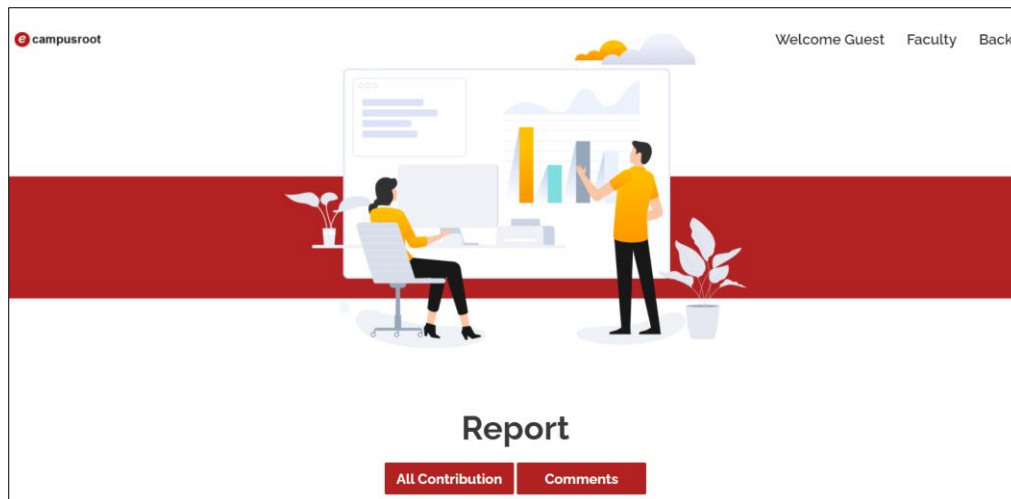 e campusroot
Welcome Guest Faculty Back
Report
All Contribution Comments